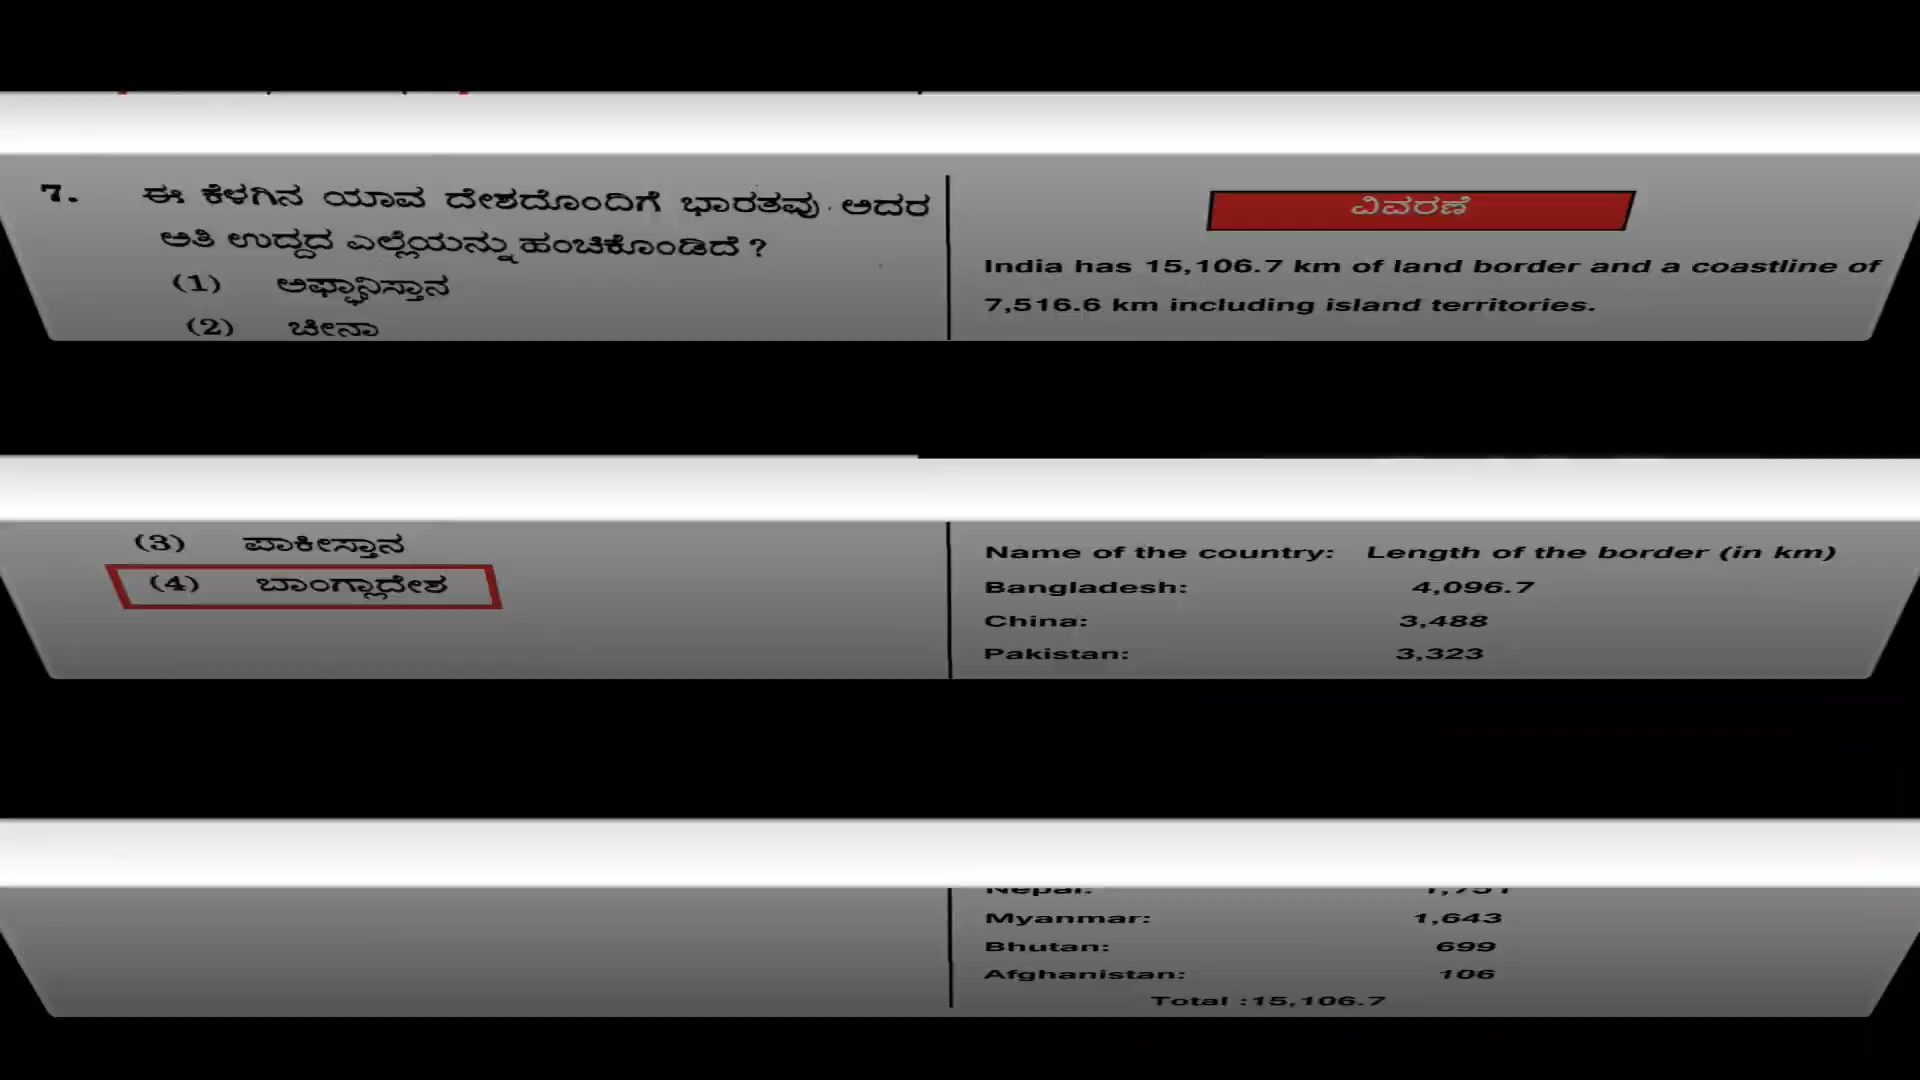 7. ಈ ಕೆಳಗಿನ ಯಾವ ದೇಶದೊಂದಿಗೆ ಭಾರತವು ಅದರ
ಅತಿ ಉದ್ದದ ಎಲ್ಲೆಯನ್ನು ಹಂಚಿಕೊಂಡಿದೆ ?
(1) ಅಫ್ಘಾನಿಸ್ತಾನ
(2) ಚೀನಾ
(3) ಪಾಕೀಸ್ತಾನ
(4) ಬಾಂಗ್ಲಾದೇಶ
ವಿವರಣೆ
India has 15,106.7 km of land border and a coastline of
7,516.6 km including island territories.
Name of the country: Length of the border (in km)
Bangladesh: 4,096.7
China: 3,488
Pakistan: 3,323
Nepal: 1,751
Myanmar: 1,643
Bhutan: 699
Afghanistan: 106
Total :15,106.7